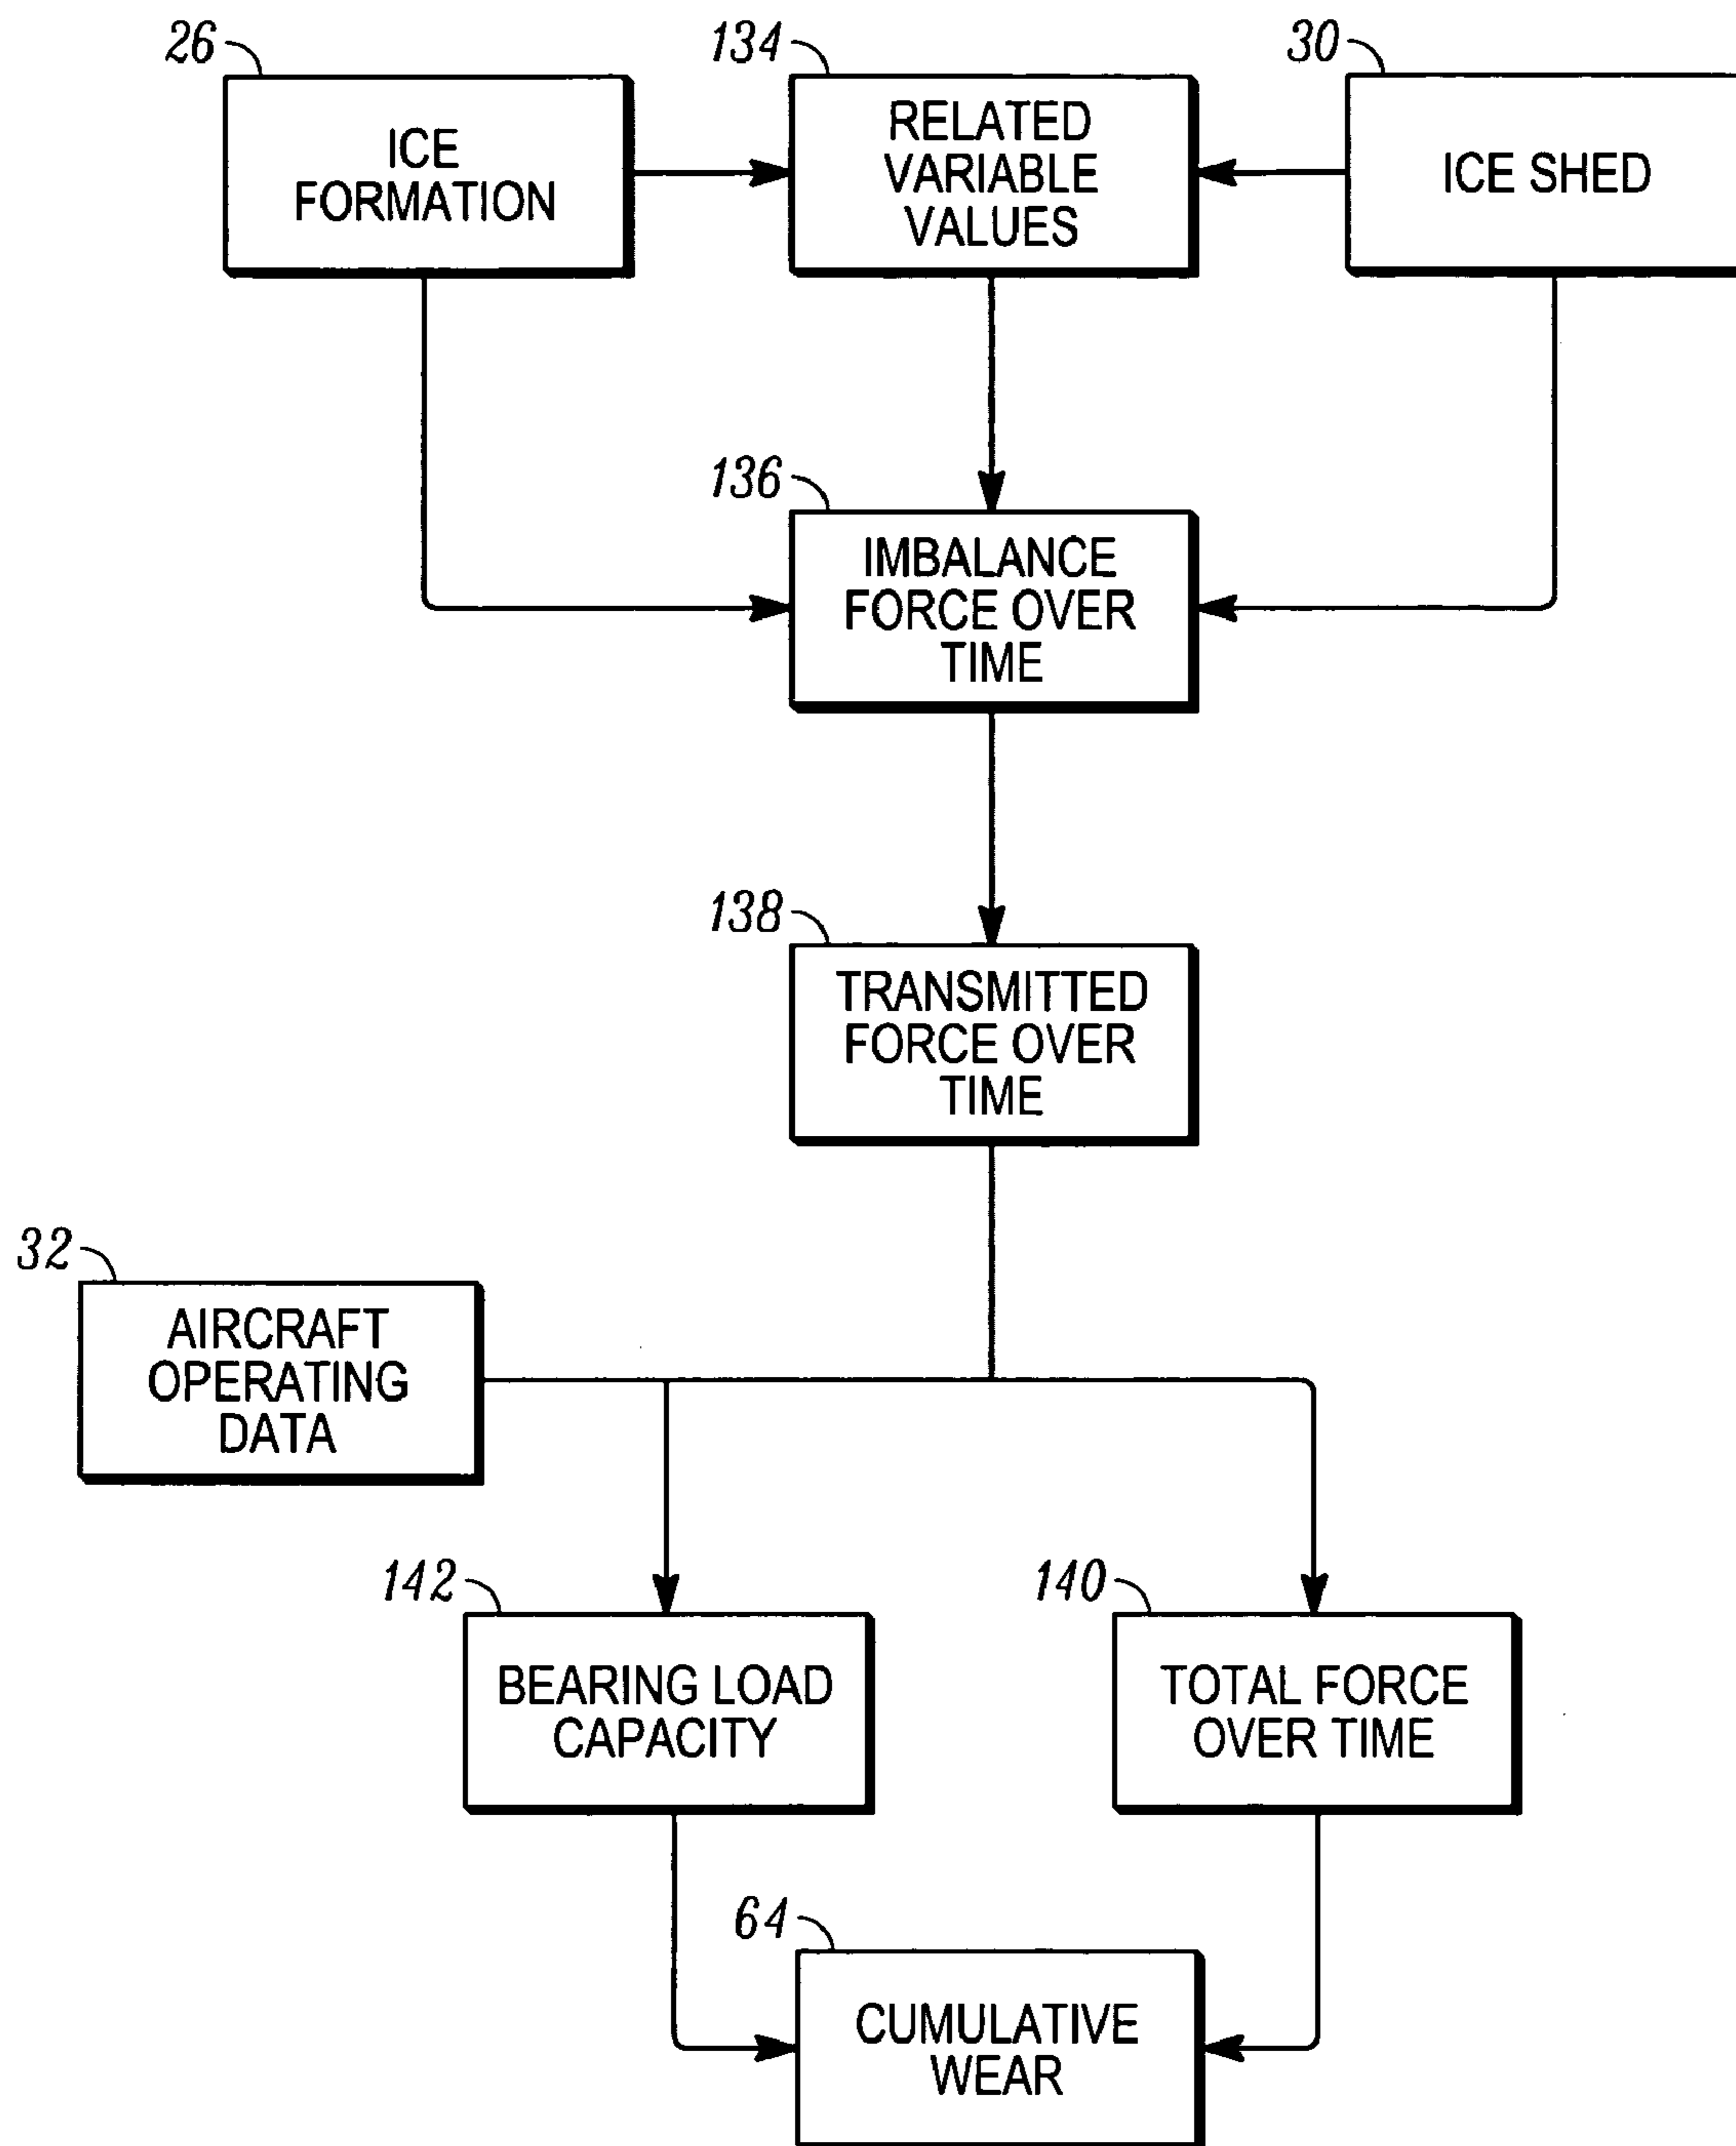 26
134
30
ICE
FORMATION
RELATED
VARIABLE
VALUES
ICE SHED
136
IMBALANCE
FORCE OVER
TIME
138
TRANSMITTED
FORCE OVER
TIME
32
AIRCRAFT
OPERATING
DATA
142
140
BEARING LOAD
CAPACITY
TOTAL FORCE
OVER TIME
64
CUMULATIVE
WEAR